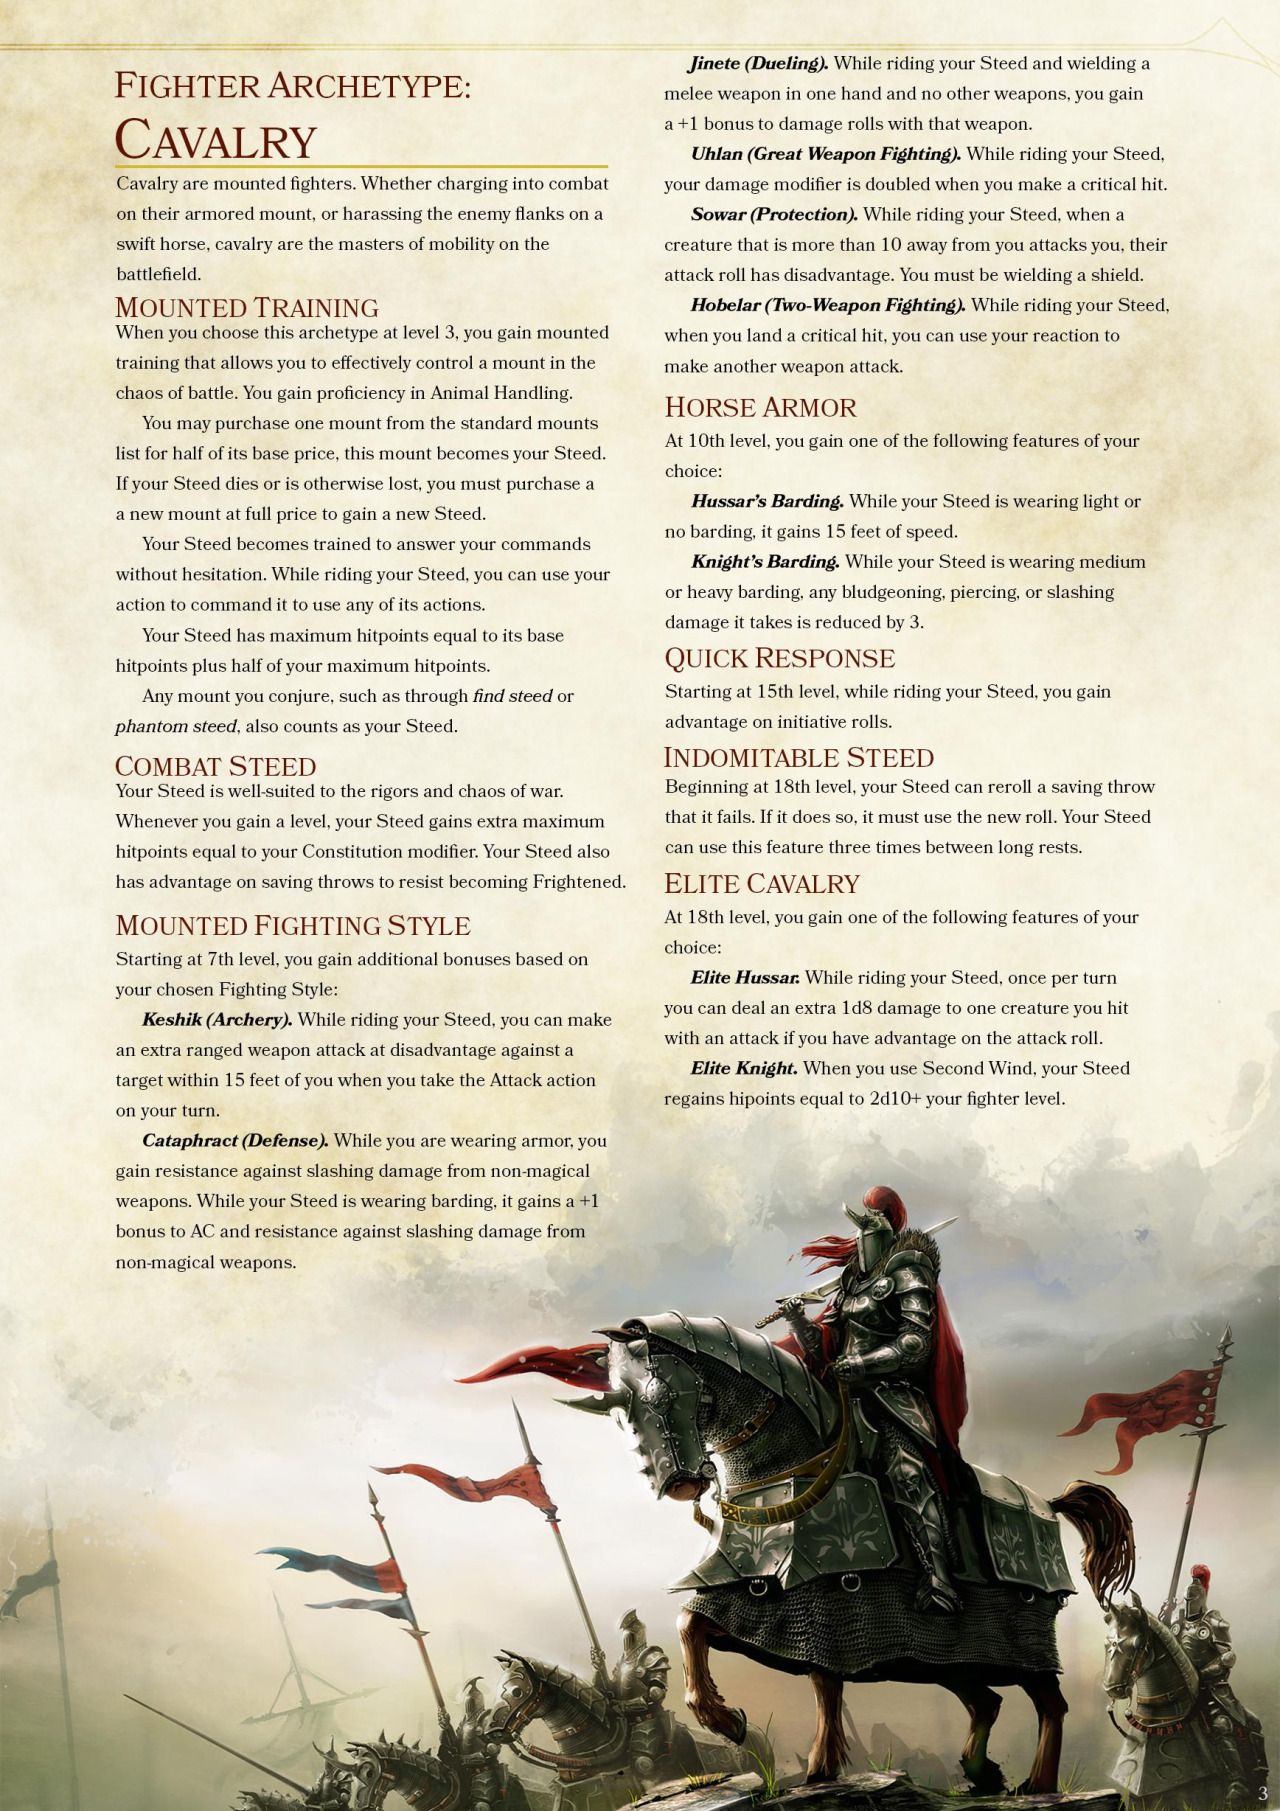 FIGHTER ARCHETYPE:
CAVALRY
Cavalry are mounted fighters. Whether charging into combat
on their armored mount, or harassing the enemy flanks on a
swift horse, cavalry are the masters of mobility on the
battlefield.
MOUNTED TRAINING
When you choose this archetype at level 3, you gain mounted
training that allows you to effectively control a mount in the
chaos of battle. You gain proficiency in Animal Handling.
You may purchase one mount from the standard mounts
list for half of its base price, this mount becomes your Steed.
If your Steed dies or is otherwise lost, you must purchase a
a new mount at full price to gain a new Steed.
Your Steed becomes trained to answer your commands
without hesitation. While riding your Steed, you can use your
action to command it to use any of its actions.
Your Steed has maximum hitpoints equal to its base
hitpoints plus half of your maximum hitpoints.
Any mount you conjure, such as through find steed or
phantom steed, also counts as your Steed.
COMBAT STEED
Your Steed is well-suited to the rigors and chaos of war.
Whenever you gain a level, your Steed gains extra maximum
hitpoints equal to your Constitution modifier. Your Steed also
has advantage on saving throws to resist becoming Frightened.
MOUNTED FIGHTING STYLE
Starting at 7th level, you gain additional bonuses based on
your chosen Fighting Style:
Keshik (Archery). While riding your Steed, you can make
an extra ranged weapon attack at disadvantage against a
target within 15 feet of you when you take the Attack action
on your turn.
Cataphract (Defense). While you are wearing armor, you
gain resistance against slashing damage from non-magical
weapons. While your Steed is wearing barding, it gains a +1
bonus to AC and resistance against slashing damage from
non-magical weapons.
Jinete (Dueling). While riding your Steed and wielding a
melee weapon in one hand and no other weapons, you gain
a +1 bonus to damage rolls with that weapon.
Uhlan (Great Weapon Fighting). While riding your Steed,
your damage modifier is doubled when you make a critical hit.
Sowar (Protection). While riding your Steed, when a
creature that is more than 10 away from you attacks you, their
attack roll has disadvantage. You must be wielding a shield.
Hobelar (Two-Weapon Fighting). While riding your Steed,
when you land a critical hit, you can use your reaction to
make another weapon attack.
HORSE ARMOR
At 10th level, you gain one of the following features of your
choice:
Hussar's Barding. While your Steed is wearing light or
no barding, it gains 15 feet of speed.
Knight's Barding. While your Steed is wearing medium
or heavy barding, any bludgeoning, piercing, or slashing
damage it takes is reduced by 3.
QUICK RESPONSE
Starting at 15th level, while riding your Steed, you gain
advantage on initiative rolls.
INDOMITABLE STEED
Beginning at 18th level, your Steed can reroll a saving throw
that it fails. If it does so, it must use the new roll. Your Steed
can use this feature three times between long rests.
ELITE CAVALRY
At 18th level, you gain one of the following features of your
choice:
Elite Hussar. While riding your Steed, once per turn
you can deal an extra 1d8 damage to one creature you hit
with an attack if you have advantage on the attack roll.
Elite Knight. When you use Second Wind, your Steed
regains hipoints equal to 2d10+ your fighter level.
3